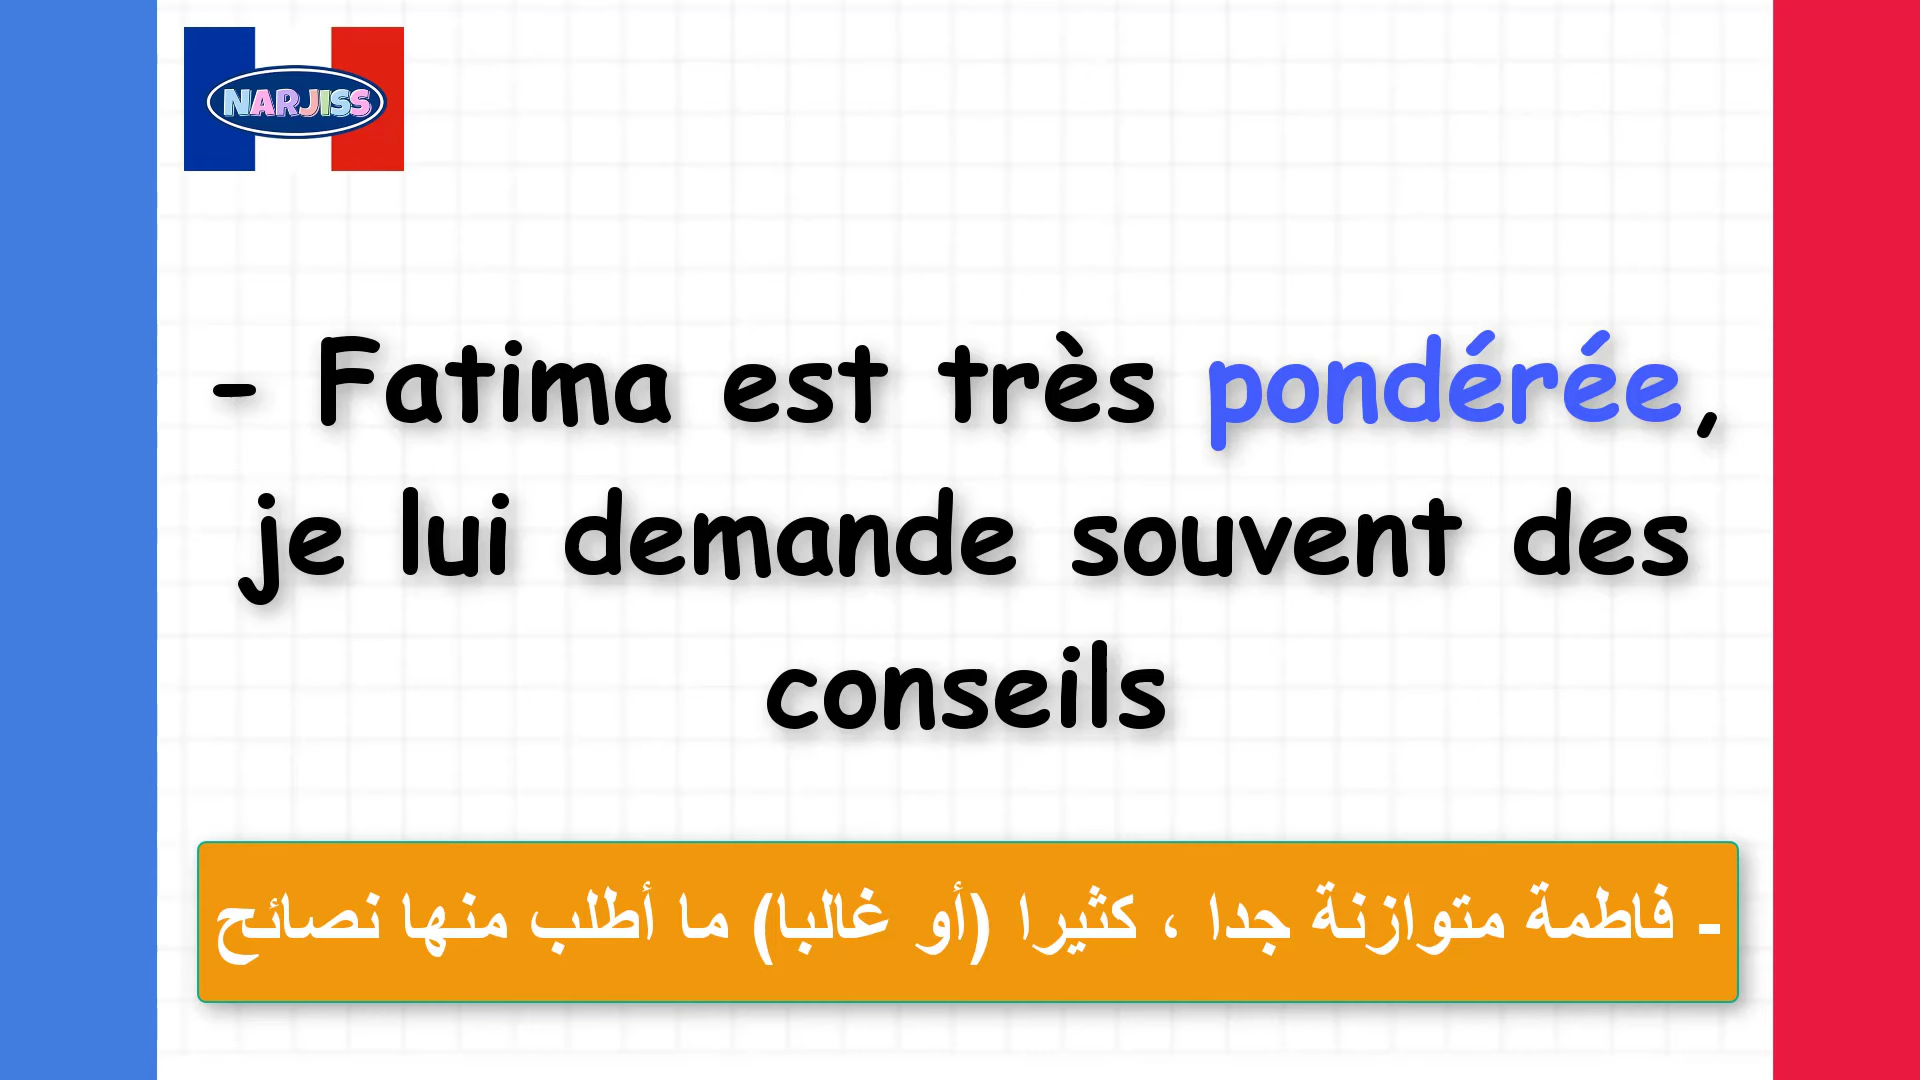 NARJISS
- Fatima est très pondérée,
je lui demande souvent des
conseils
- فاطمة متوازنة جدا ، كثيرا (أو غالبا) ما أطلب منها نصائح